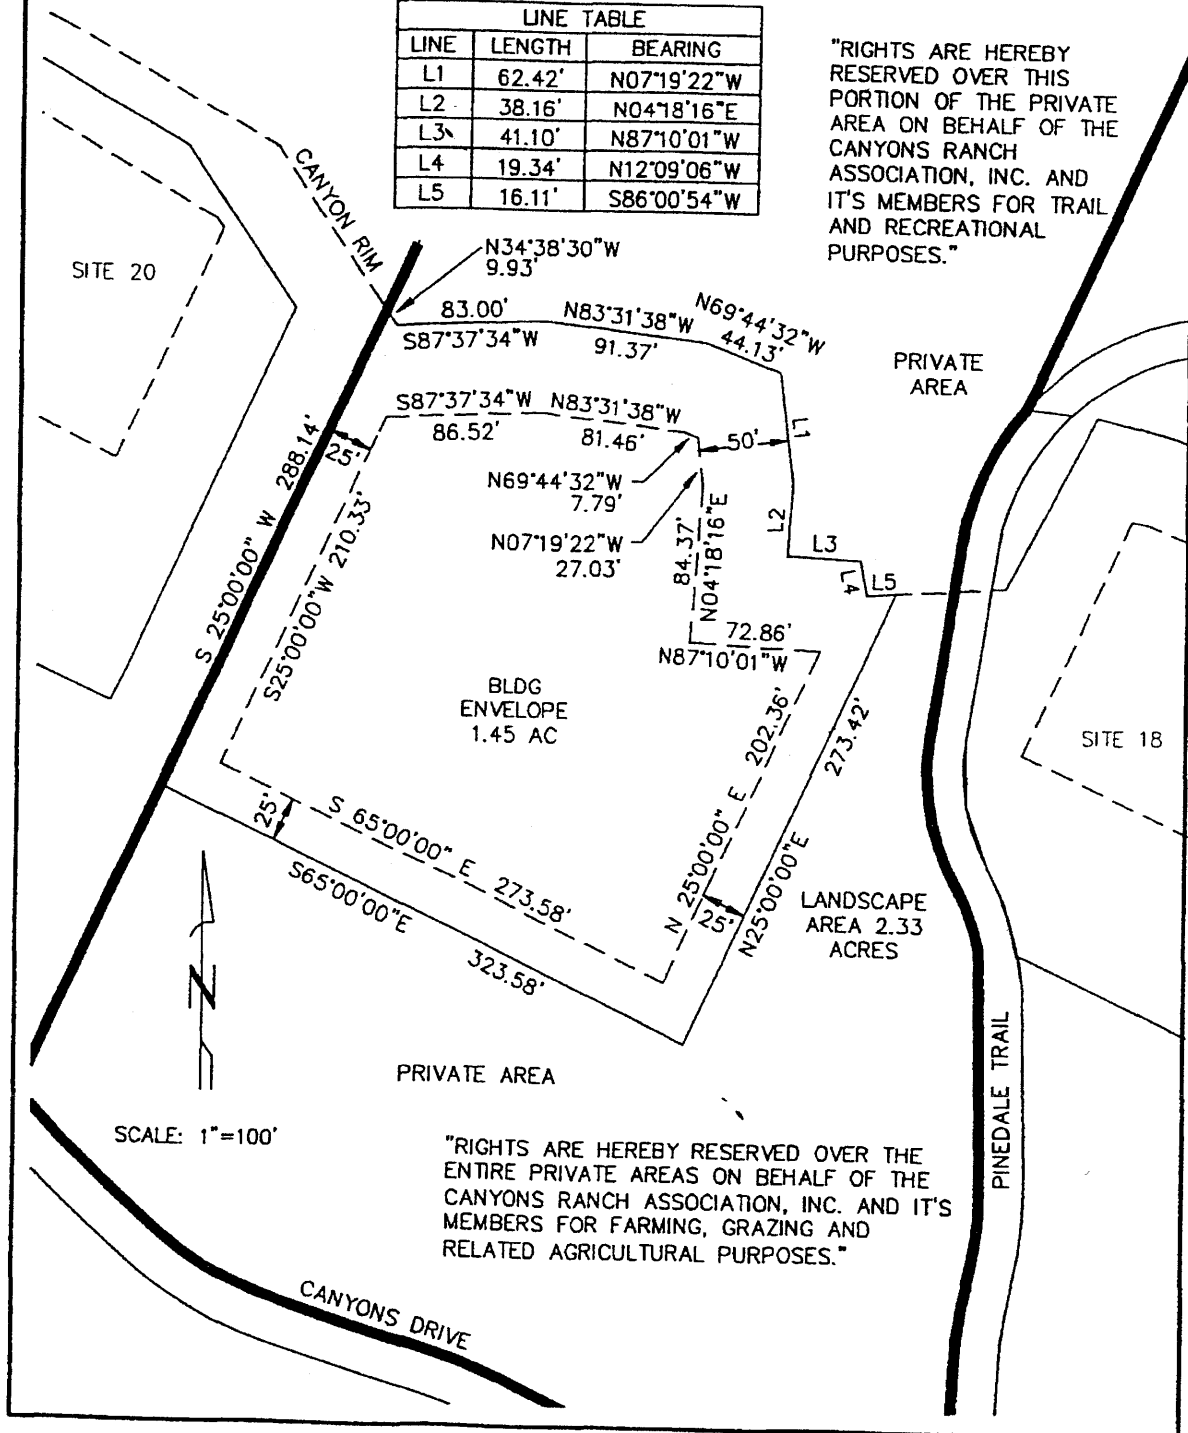 LINE TABLE
LINE LENGTH BEARING
L1 62.42' N07°19'22"W
L2 38.16' N04°18'16"E
L3 41.10' N87°10'01"W
L4 19.34' N12°09'06"W
L5 16.11' S86°00'54"W
"RIGHTS ARE HEREBY
RESERVED OVER THIS
PORTION OF THE PRIVATE
AREA ON BEHALF OF THE
CANYONS RANCH
ASSOCIATION, INC. AND
IT'S MEMBERS FOR TRAIL
AND RECREATIONAL
PURPOSES."
CANYON RIM
SITE 20
N34°38'30"W
9.93'
83.00'
S87°37'34"W
N83°31'38"W
91.37'
N69°44'32"W
44.13'
PRIVATE
AREA
S87°37'34"W
86.52'
N83°31'38"W
81.46'
50'
L1
25'
S 25°00'00" W 288.14'
S25°00'00"W 210.33'
N69°44'32"W
7.79'
N07°19'22"W
27.03'
84.37'
N04°18'16"E
L2
L3
L4
L5
72.86'
N87°10'01"W
BLDG
ENVELOPE
1.45 AC
N 25°00'00" E 202.36'
273.42'
N25°00'00"E
SITE 18
25'
S 65°00'00" E 273.58'
S65°00'00"E
323.58'
25'
LANDSCAPE
AREA 2.33
ACRES
N
PRIVATE AREA
SCALE: 1"=100'
PINEDALE TRAIL
"RIGHTS ARE HEREBY RESERVED OVER THE
ENTIRE PRIVATE AREAS ON BEHALF OF THE
CANYONS RANCH ASSOCIATION, INC. AND IT'S
MEMBERS FOR FARMING, GRAZING AND
RELATED AGRICULTURAL PURPOSES."
CANYONS DRIVE